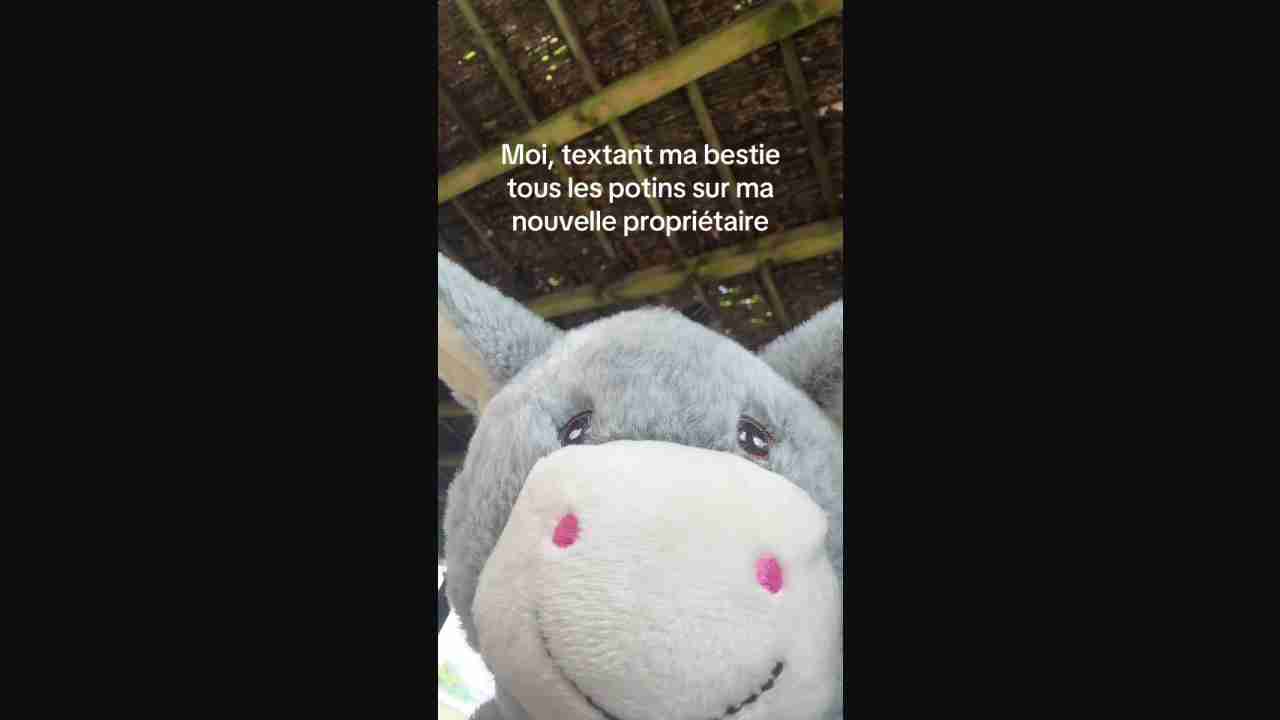 Moi, textant ma bestie
tous les potins sur ma
nouvelle propriétaire